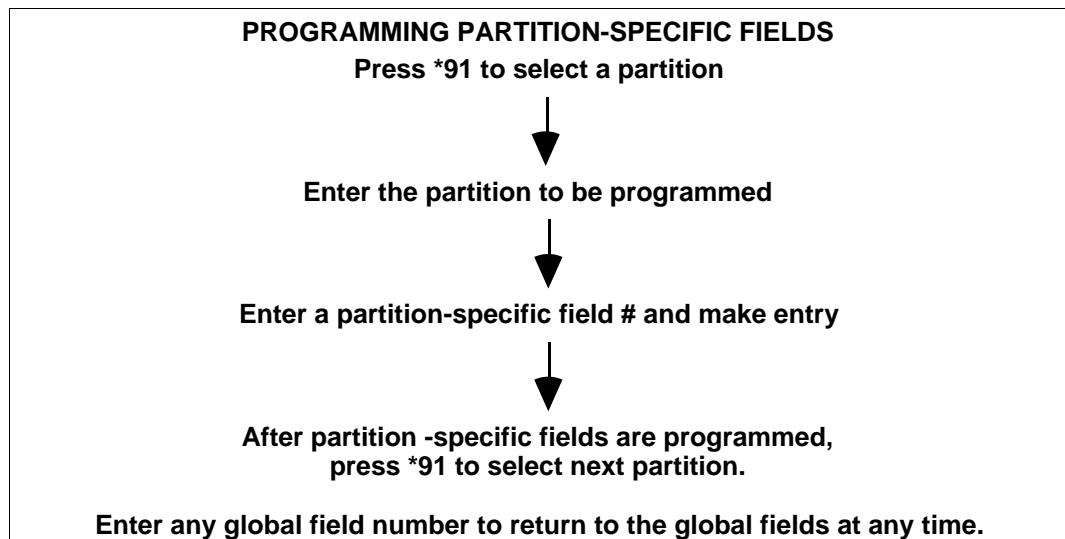 PROGRAMMING PARTITION-SPECIFIC FIELDS
Press *91 to select a partition
Enter the partition to be programmed
Enter a partition-specific field # and make entry
After partition -specific fields are programmed,
press *91 to select next partition.
Enter any global field number to return to the global fields at any time.